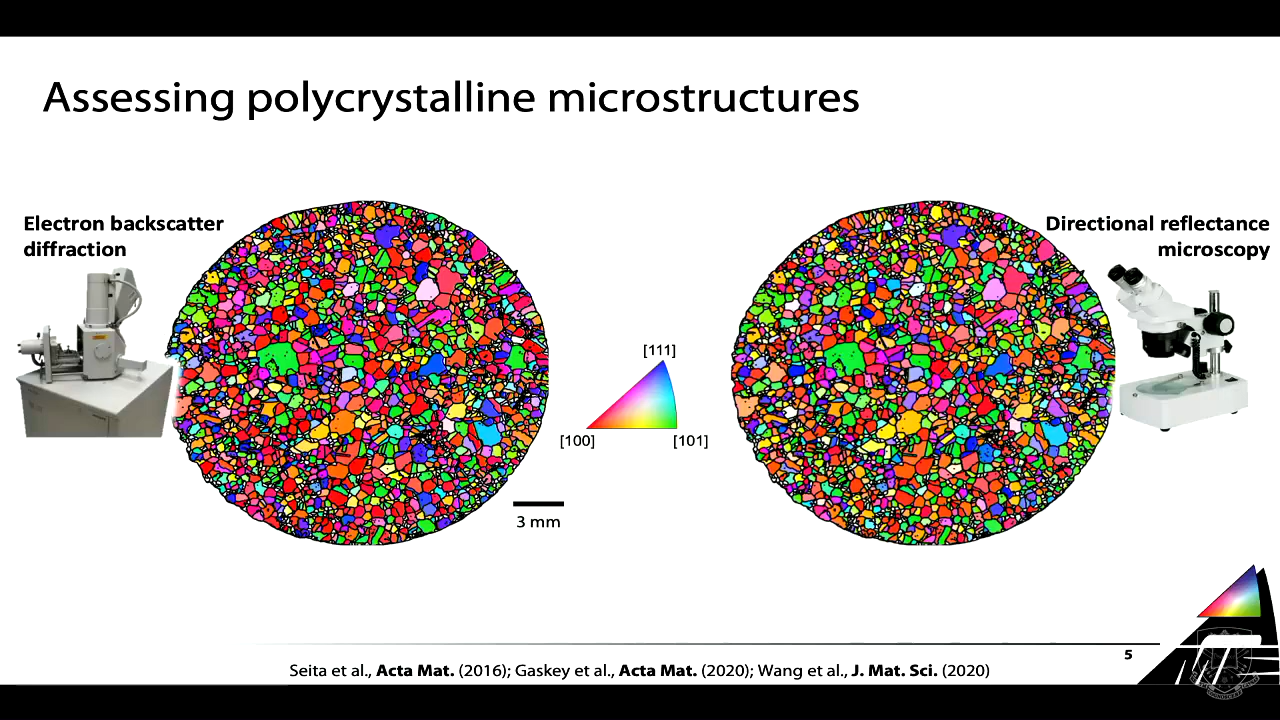 Assessing polycrystalline microstructures
Electron backscatter
diffraction
Directional reflectance
microscopy
[111]
[100]
[101]
3 mm
5
Seita et al., Acta Mat. (2016); Gaskey et al., Acta Mat. (2020); Wang et al., J. Mat. Sci. (2020)